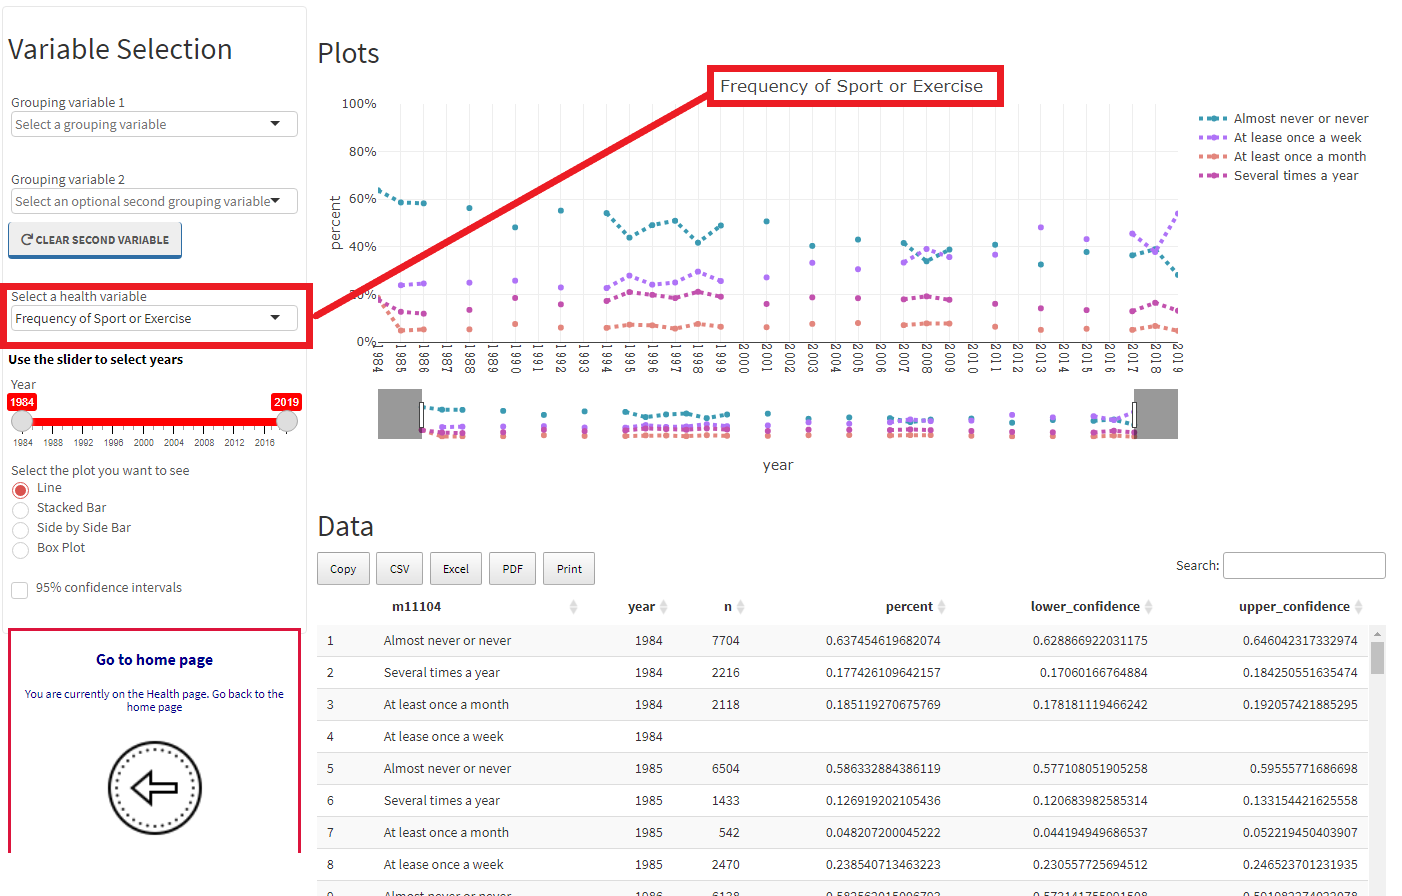 Variable Selection
Grouping variable 1
Select a grouping variable
Grouping variable 2
Select an optional second grouping variable
CLEAR SECOND VARIABLE
Select a health variable
Frequency of Sport or Exercise
Use the slider to select years
Year
1984 2019
1984 1988 1992 1996 2000 2004 2008 2012 2016
Select the plot you want to see
Line
Stacked Bar
Side by Side Bar
Box Plot
95% confidence intervals
Go to home page
You are currently on the Health page. Go back to the
home page
Plots
Frequency of Sport or Exercise
100%
80%
60%
40%
20%
0%
percent
1984 1985 1986 1987 1988 1989 1990 1991 1992 1993 1994 1995 1996 1997 1998 1999 2000 2001 2002 2003 2004 2005 2006 2007 2008 2009 2010 2011 2012 2013 2014 2015 2016 2017 2018 2019
year
Almost never or never
At lease once a week
At least once a month
Several times a year
Data
Copy CSV Excel PDF Print
Search:
m11104 year n percent lower_confidence upper_confidence
1 Almost never or never 1984 7704 0.637454619682074 0.628866922031175 0.646042317332974
2 Several times a year 1984 2216 0.177426109642157 0.17060166764884 0.184250551635474
3 At least once a month 1984 2118 0.185119270675769 0.178181119466242 0.192057421885295
4 At lease once a week 1984
5 Almost never or never 1985 6504 0.586332884386119 0.577108051905258 0.59555771686698
6 Several times a year 1985 1433 0.126919202105436 0.120683982585314 0.133154421625558
7 At least once a month 1985 542 0.048207200045222 0.044194949686537 0.052219450403907
8 At lease once a week 1985 2470 0.238540713463223 0.230557725694512 0.246523701231935